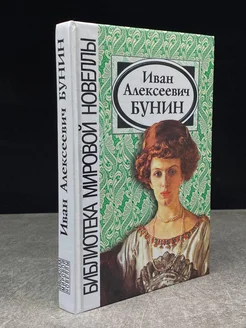 Иван
Алексеевич
БУНИН
БИБЛИОТЕКА МИРОВОЙ НОВЕЛЛЫ
Иван Алексеевич БУНИН